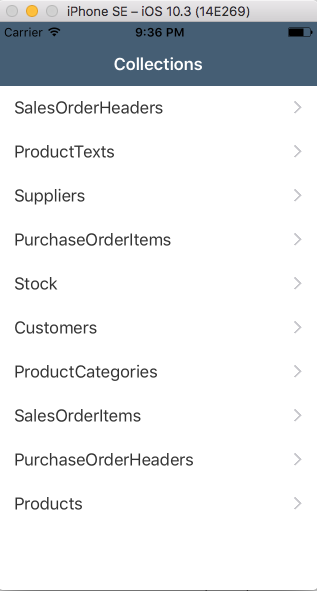 iPhone SE – iOS 10.3 (14E269)
Carrier 9:36 PM
Collections
SalesOrderHeaders
ProductTexts
Suppliers
PurchaseOrderItems
Stock
Customers
ProductCategories
SalesOrderItems
PurchaseOrderHeaders
Products